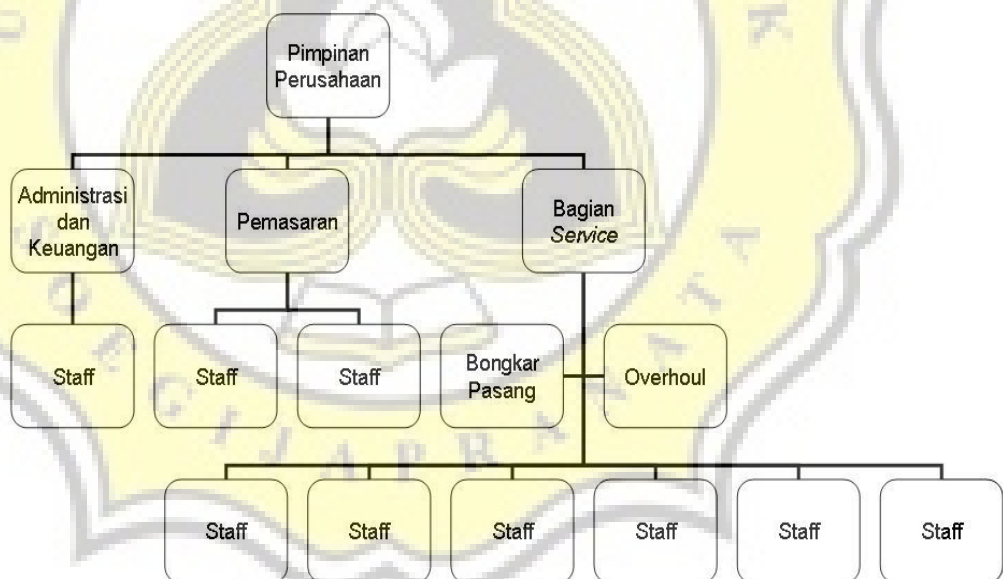 Pimpinan
Perusahaan
Administrasi
dan
Keuangan
Pemasaran
Bagian
Service
Staff
Staff
Staff
Bongkar
Pasang
Overhoul
SOEGIJAPRANATA
Staff
Staff
Staff
Staff
Staff
Staff